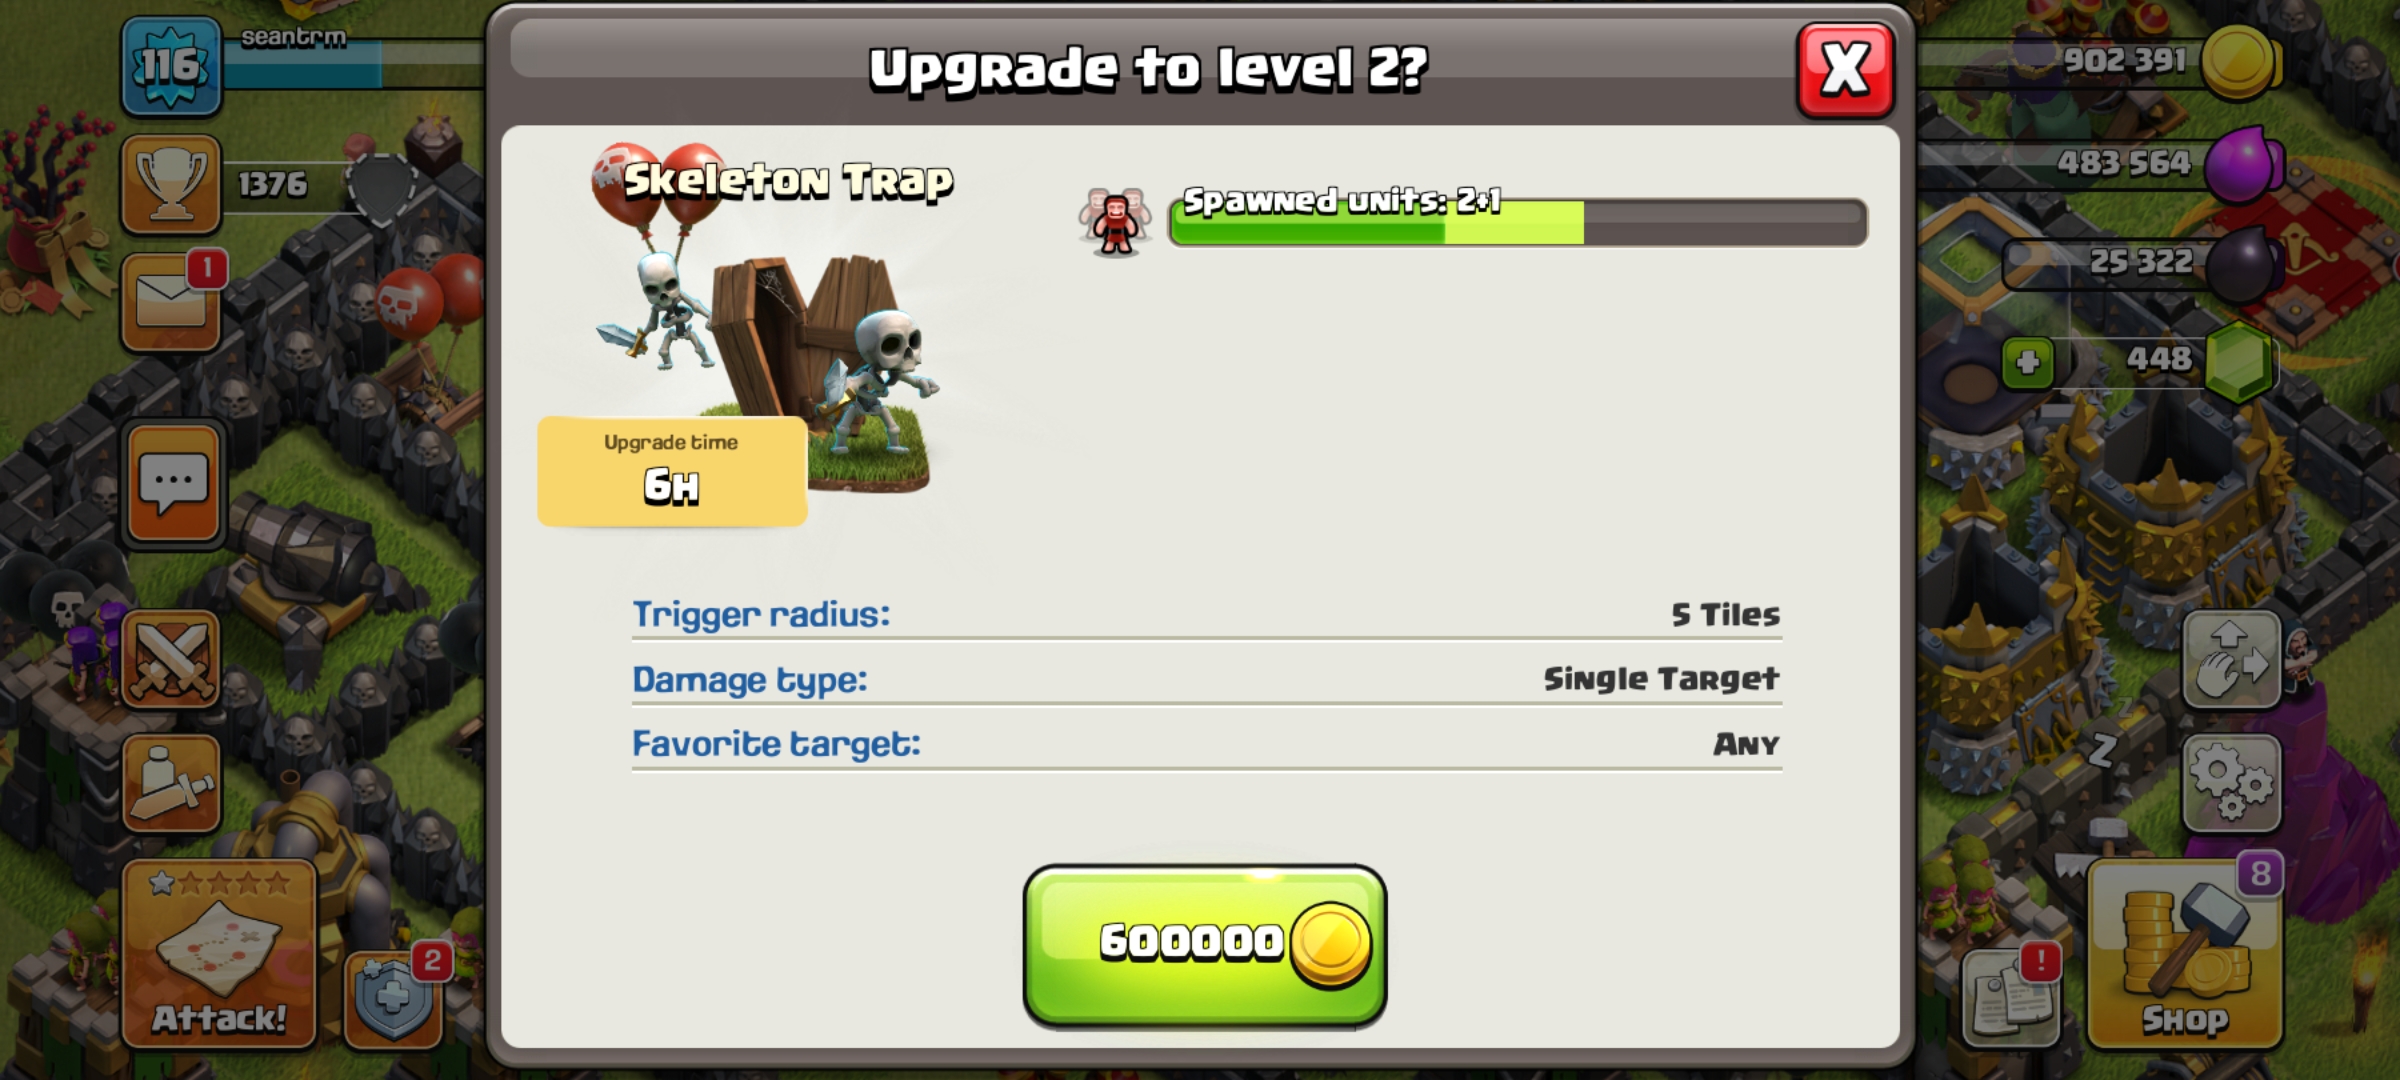 116
seantrm
1376
1
Attack!
2
Upgrade to level 2?
X
Skeleton Trap
Spawned units: 2+1
Upgrade time
6H
Trigger radius: 5 Tiles
Damage type: Single Target
Favorite target: Any
600000
902 391
483 564
25 322
448
Z
Z
8
!
Shop